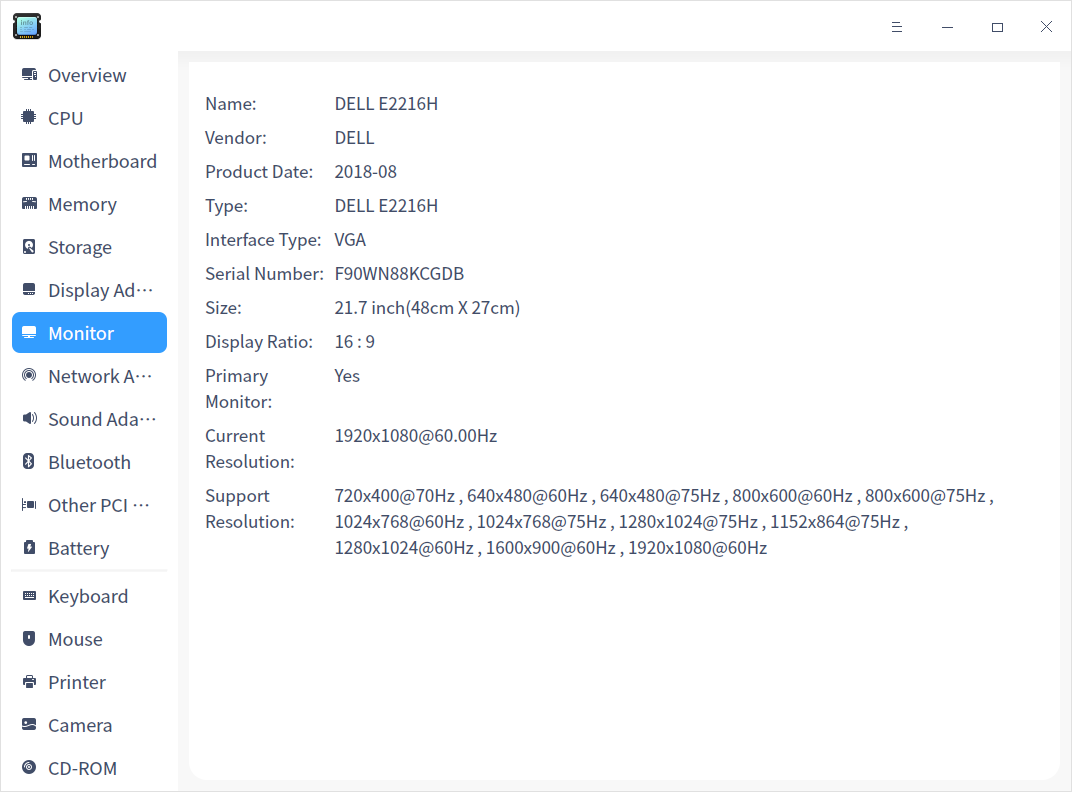 info
Overview
CPU
Motherboard
Memory
Storage
Display Ad···
Monitor
Network A···
Sound Ada···
Bluetooth
Other PCI ···
Battery
Keyboard
Mouse
Printer
Camera
CD-ROM
Name: DELL E2216H
Vendor: DELL
Product Date: 2018-08
Type: DELL E2216H
Interface Type: VGA
Serial Number: F90WN88KCGDB
Size: 21.7 inch(48cm X 27cm)
Display Ratio: 16 : 9
Primary Yes
Monitor:
Current 1920x1080@60.00Hz
Resolution:
Support 720x400@70Hz , 640x480@60Hz , 640x480@75Hz , 800x600@60Hz , 800x600@75Hz ,
Resolution: 1024x768@60Hz , 1024x768@75Hz , 1280x1024@75Hz , 1152x864@75Hz ,
1280x1024@60Hz , 1600x900@60Hz , 1920x1080@60Hz